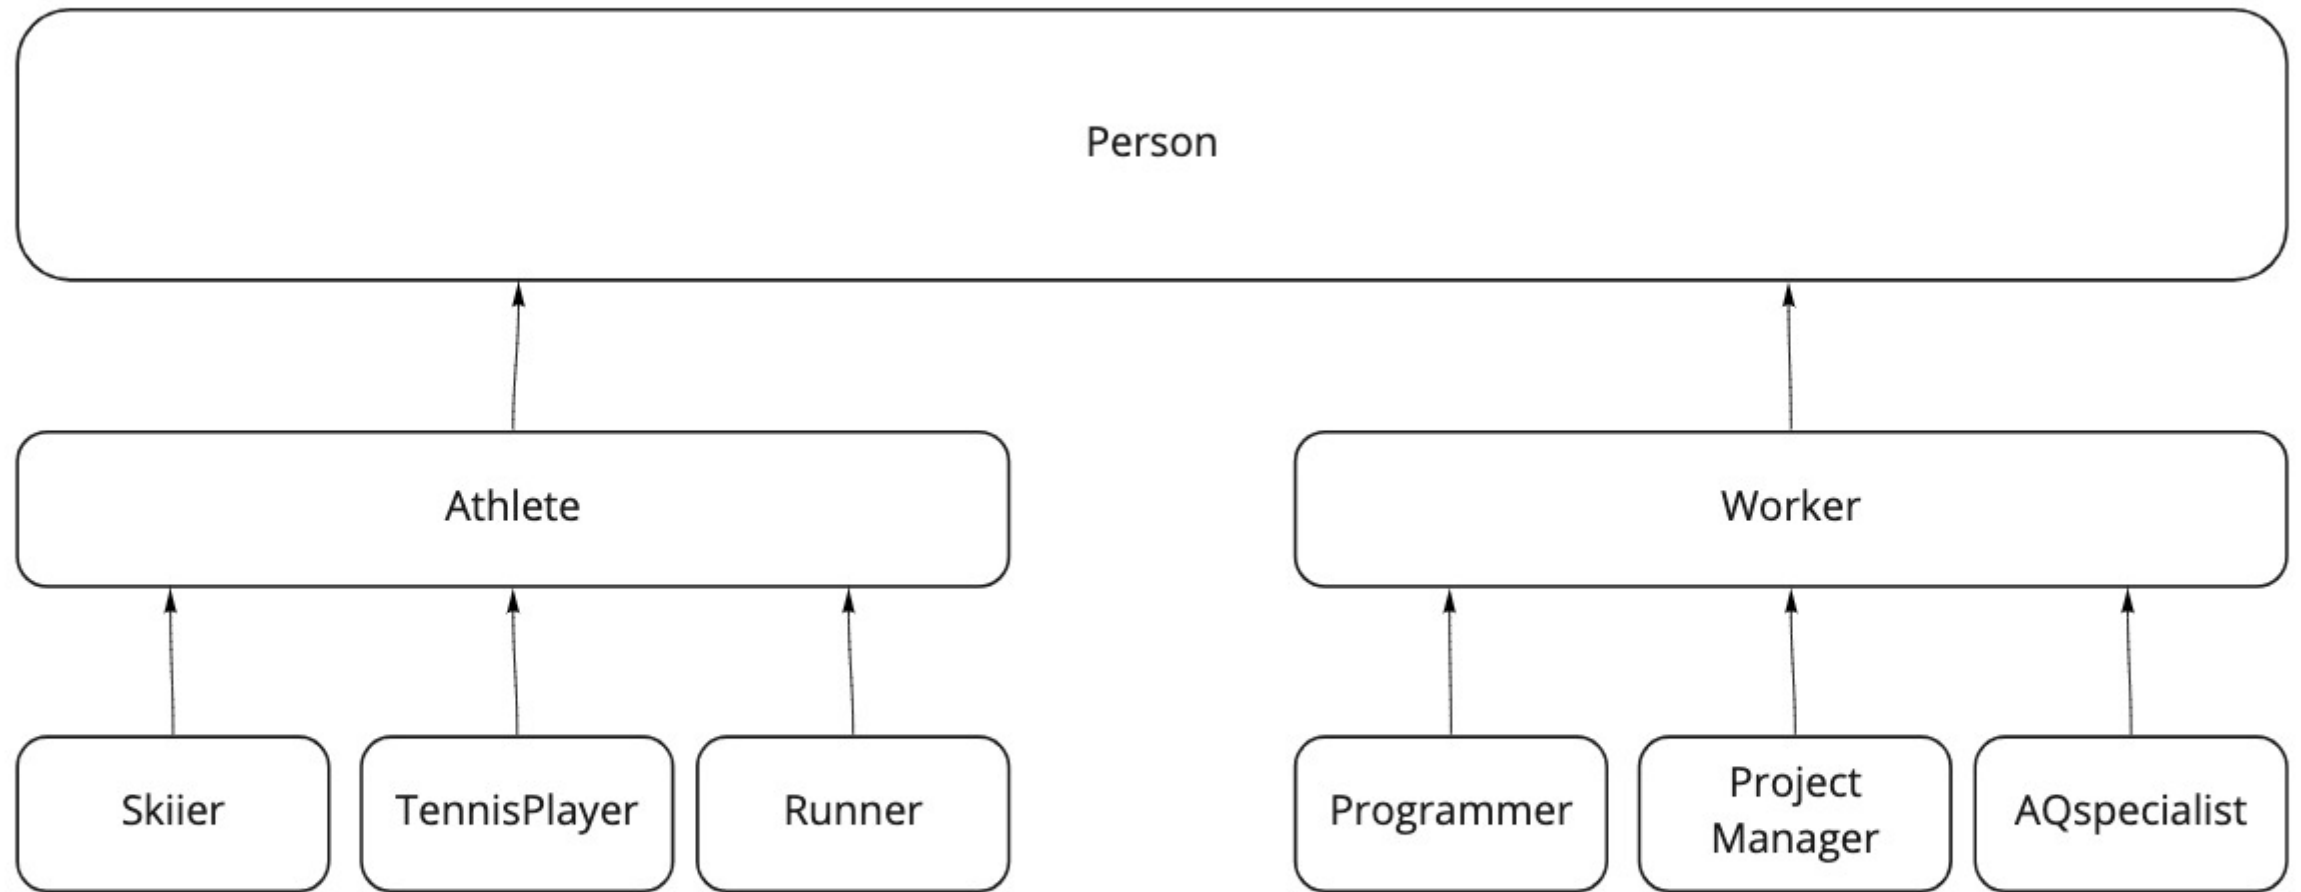 Person
Athlete
Worker
Skiier
TennisPlayer
Runner
Programmer
Project
Manager
AQspecialist